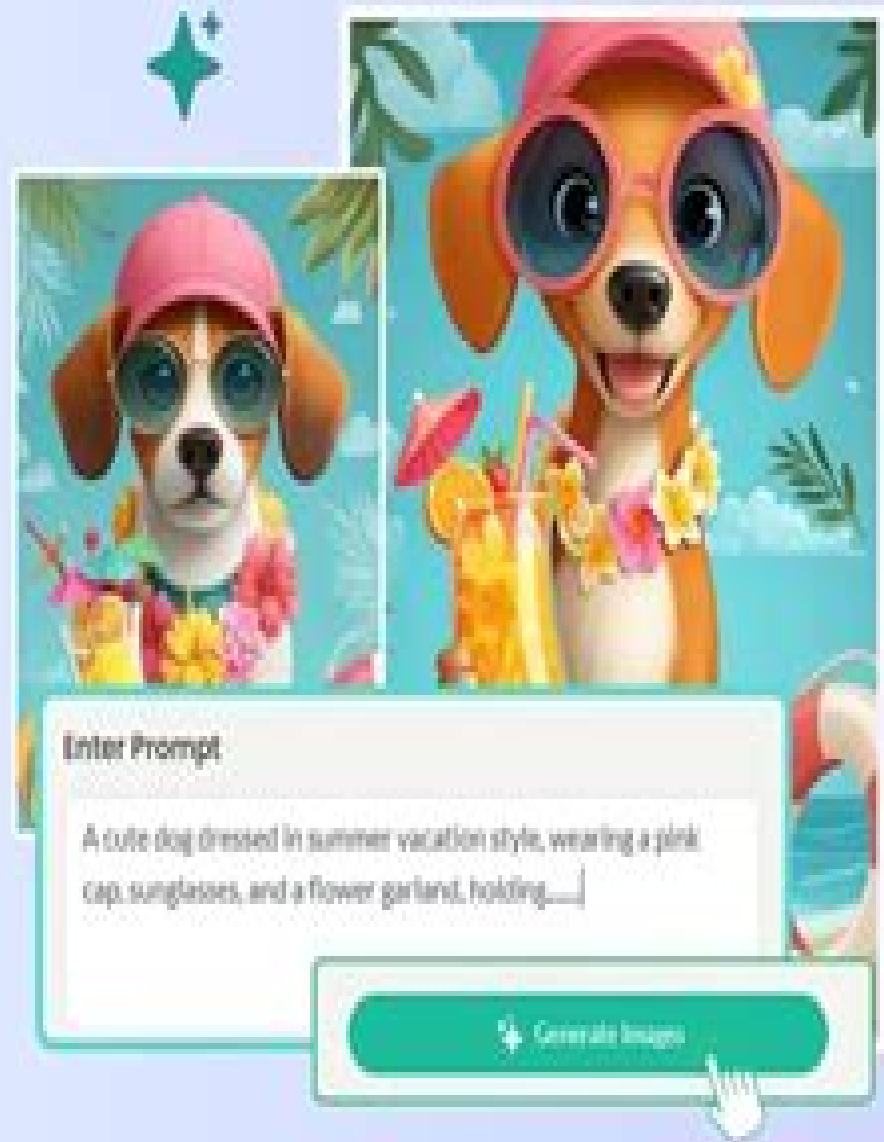 Enter Prompt
A cute dog dressed in summer vacation style, wearing a pink
cap, sunglasses, and a flower garland, holding......
Generate Images